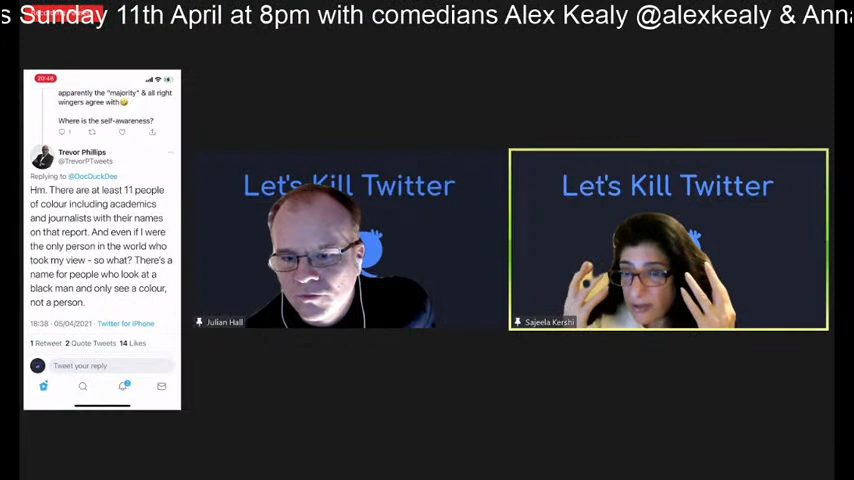 s Sunday 11th April at 8pm with comedians Alex Kealy @alexkealy & Anna
20:48
apparently the "majority" & all right
wingers agree with🤣
Where is the self-awareness?
1
Trevor Phillips
@TrevorPTweets
Replying to @DocDuckDee
Hm. There are at least 11 people
of colour including academics
and journalists with their names
on that report. And even if I were
the only person in the world who
took my view - so what? There's a
name for people who look at a
black man and only see a colour,
not a person.
18:38 · 05/04/2021 · Twitter for iPhone
1 Retweet 2 Quote Tweets 14 Likes
Tweet your reply
2
Let's Kill Twitter
Julian Hall
Let's Kill Twitter
Sajeela Kershi